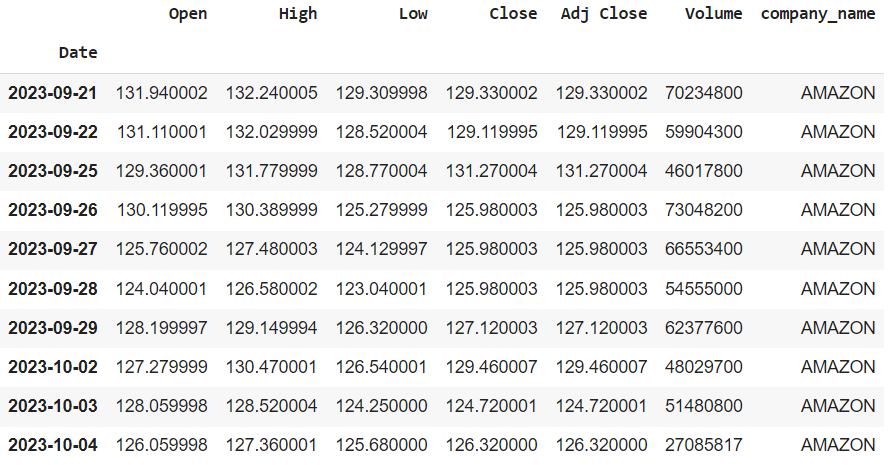 Open High Low Close Adj Close Volume company_name
Date
2023-09-21 131.940002 132.240005 129.309998 129.330002 129.330002 70234800 AMAZON
2023-09-22 131.110001 132.029999 128.520004 129.119995 129.119995 59904300 AMAZON
2023-09-25 129.360001 131.779999 128.770004 131.270004 131.270004 46017800 AMAZON
2023-09-26 130.119995 130.389999 125.279999 125.980003 125.980003 73048200 AMAZON
2023-09-27 125.760002 127.480003 124.129997 125.980003 125.980003 66553400 AMAZON
2023-09-28 124.040001 126.580002 123.040001 125.980003 125.980003 54555000 AMAZON
2023-09-29 128.199997 129.149994 126.320000 127.120003 127.120003 62377600 AMAZON
2023-10-02 127.279999 130.470001 126.540001 129.460007 129.460007 48029700 AMAZON
2023-10-03 128.059998 128.520004 124.250000 124.720001 124.720001 51480800 AMAZON
2023-10-04 126.059998 127.360001 125.680000 126.320000 126.320000 27085817 AMAZON